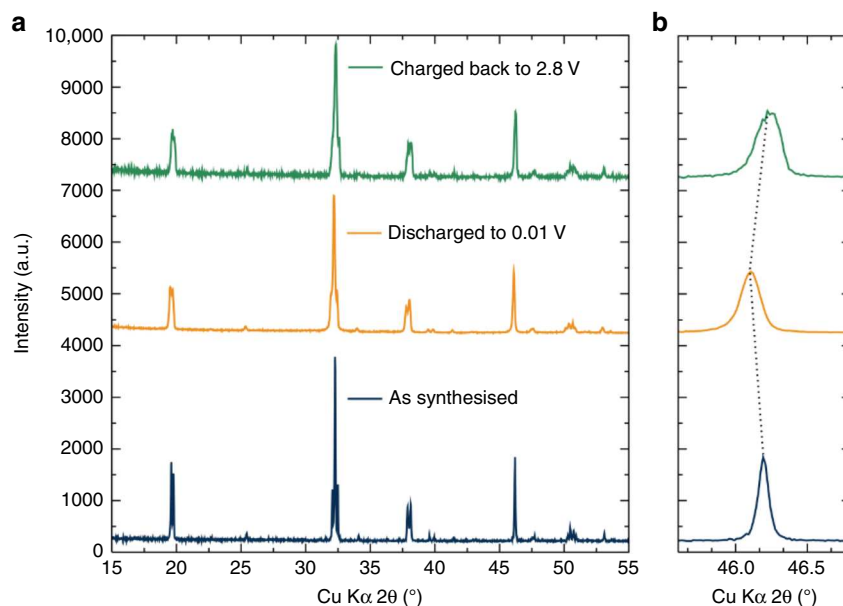 a
b
10,000
9000
8000
7000
6000
5000
4000
3000
2000
1000
0
Intensity (a.u.)
Charged back to 2.8 V
Discharged to 0.01 V
As synthesised
15 20 25 30 35 40 45 50 55
Cu Kα 2θ (°)
46.0 46.5
Cu Kα 2θ (°)